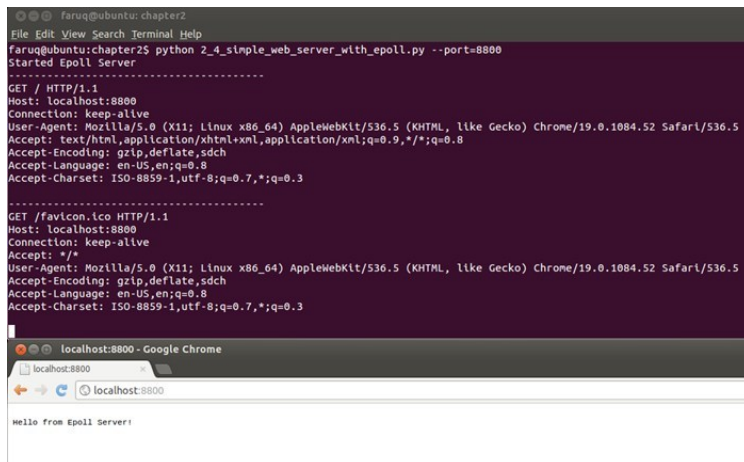 faruq@ubuntu: chapter2
File Edit View Search Terminal Help
faruq@ubuntu:chapter2$ python 2_4_simple_web_server_with_epoll.py --port=8800
Started Epoll Server
----------------------------------------
GET / HTTP/1.1
Host: localhost:8800
Connection: keep-alive
User-Agent: Mozilla/5.0 (X11; Linux x86_64) AppleWebKit/536.5 (KHTML, like Gecko) Chrome/19.0.1084.52 Safari/536.5
Accept: text/html,application/xhtml+xml,application/xml;q=0.9,*/*;q=0.8
Accept-Encoding: gzip,deflate,sdch
Accept-Language: en-US,en;q=0.8
Accept-Charset: ISO-8859-1,utf-8;q=0.7,*;q=0.3
----------------------------------------
GET /favicon.ico HTTP/1.1
Host: localhost:8800
Connection: keep-alive
Accept: */*
User-Agent: Mozilla/5.0 (X11; Linux x86_64) AppleWebKit/536.5 (KHTML, like Gecko) Chrome/19.0.1084.52 Safari/536.5
Accept-Encoding: gzip,deflate,sdch
Accept-Language: en-US,en;q=0.8
Accept-Charset: ISO-8859-1,utf-8;q=0.7,*;q=0.3
localhost:8800 - Google Chrome
localhost:8800
localhost:8800
Hello from Epoll Server!